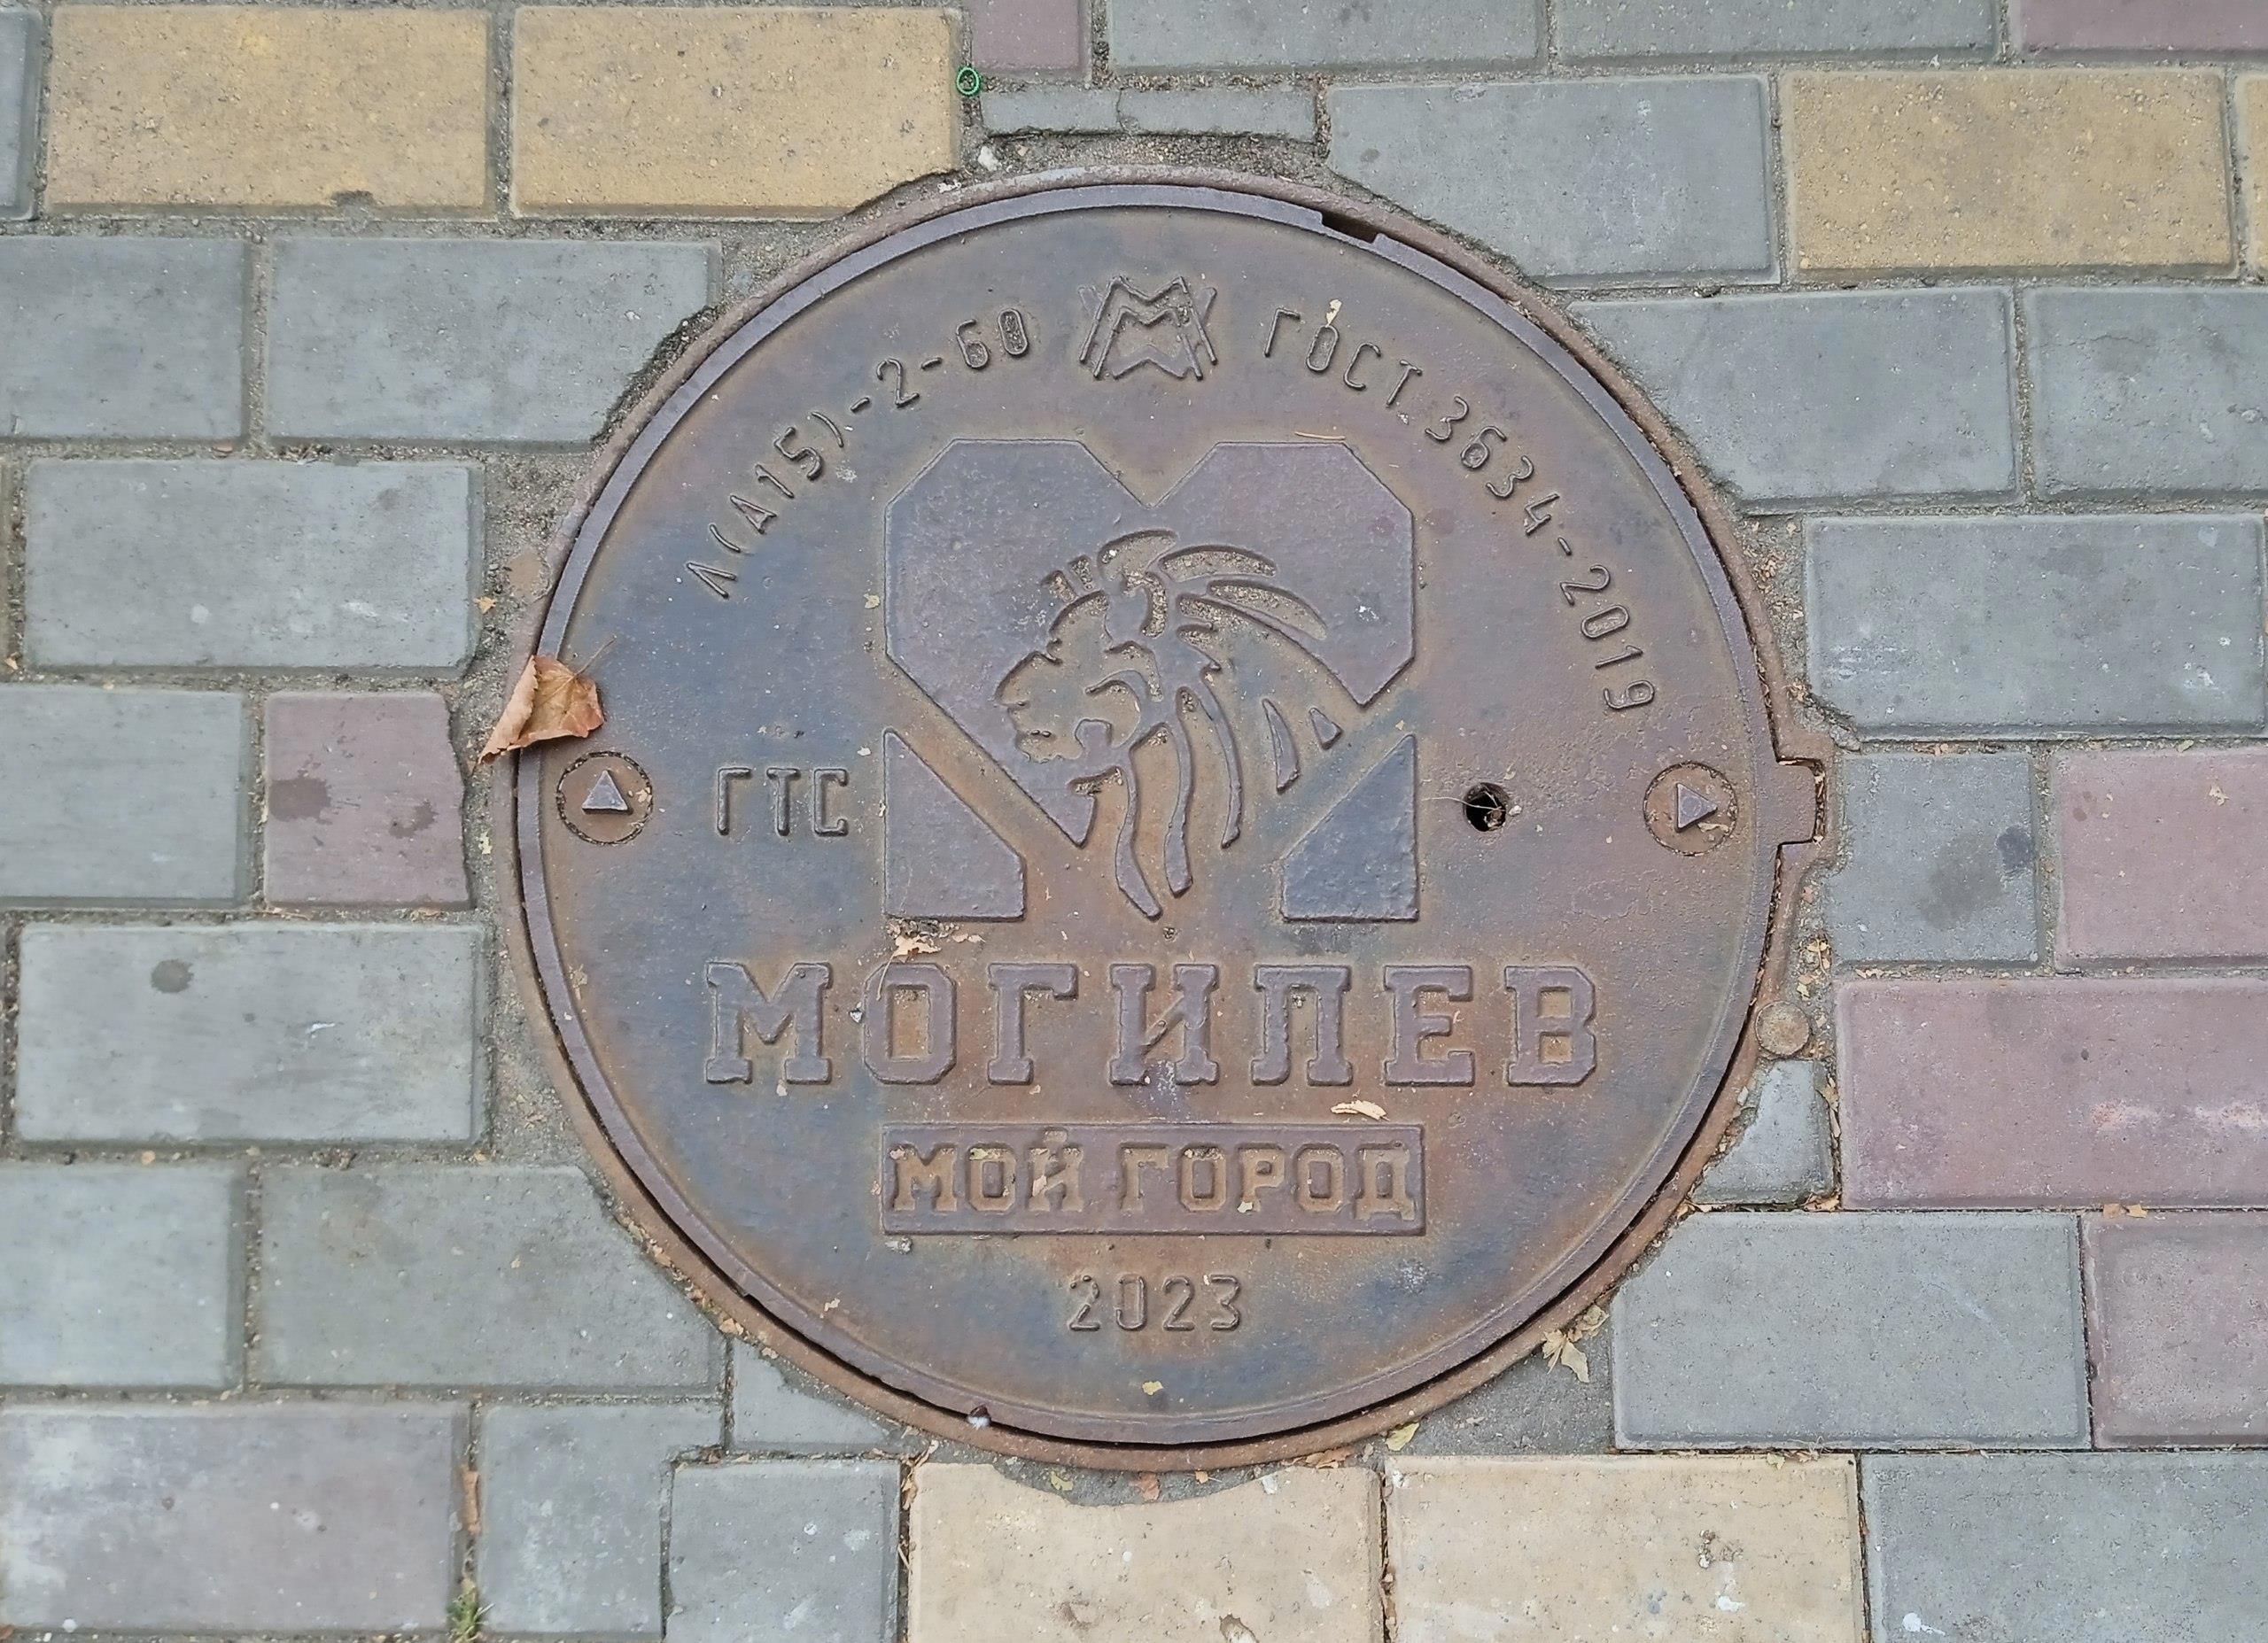 Л(А15)-2-60 ГОСТ 3634-2019
ГТС
МОГИЛЕВ
МОЙ ГОРОД
2023